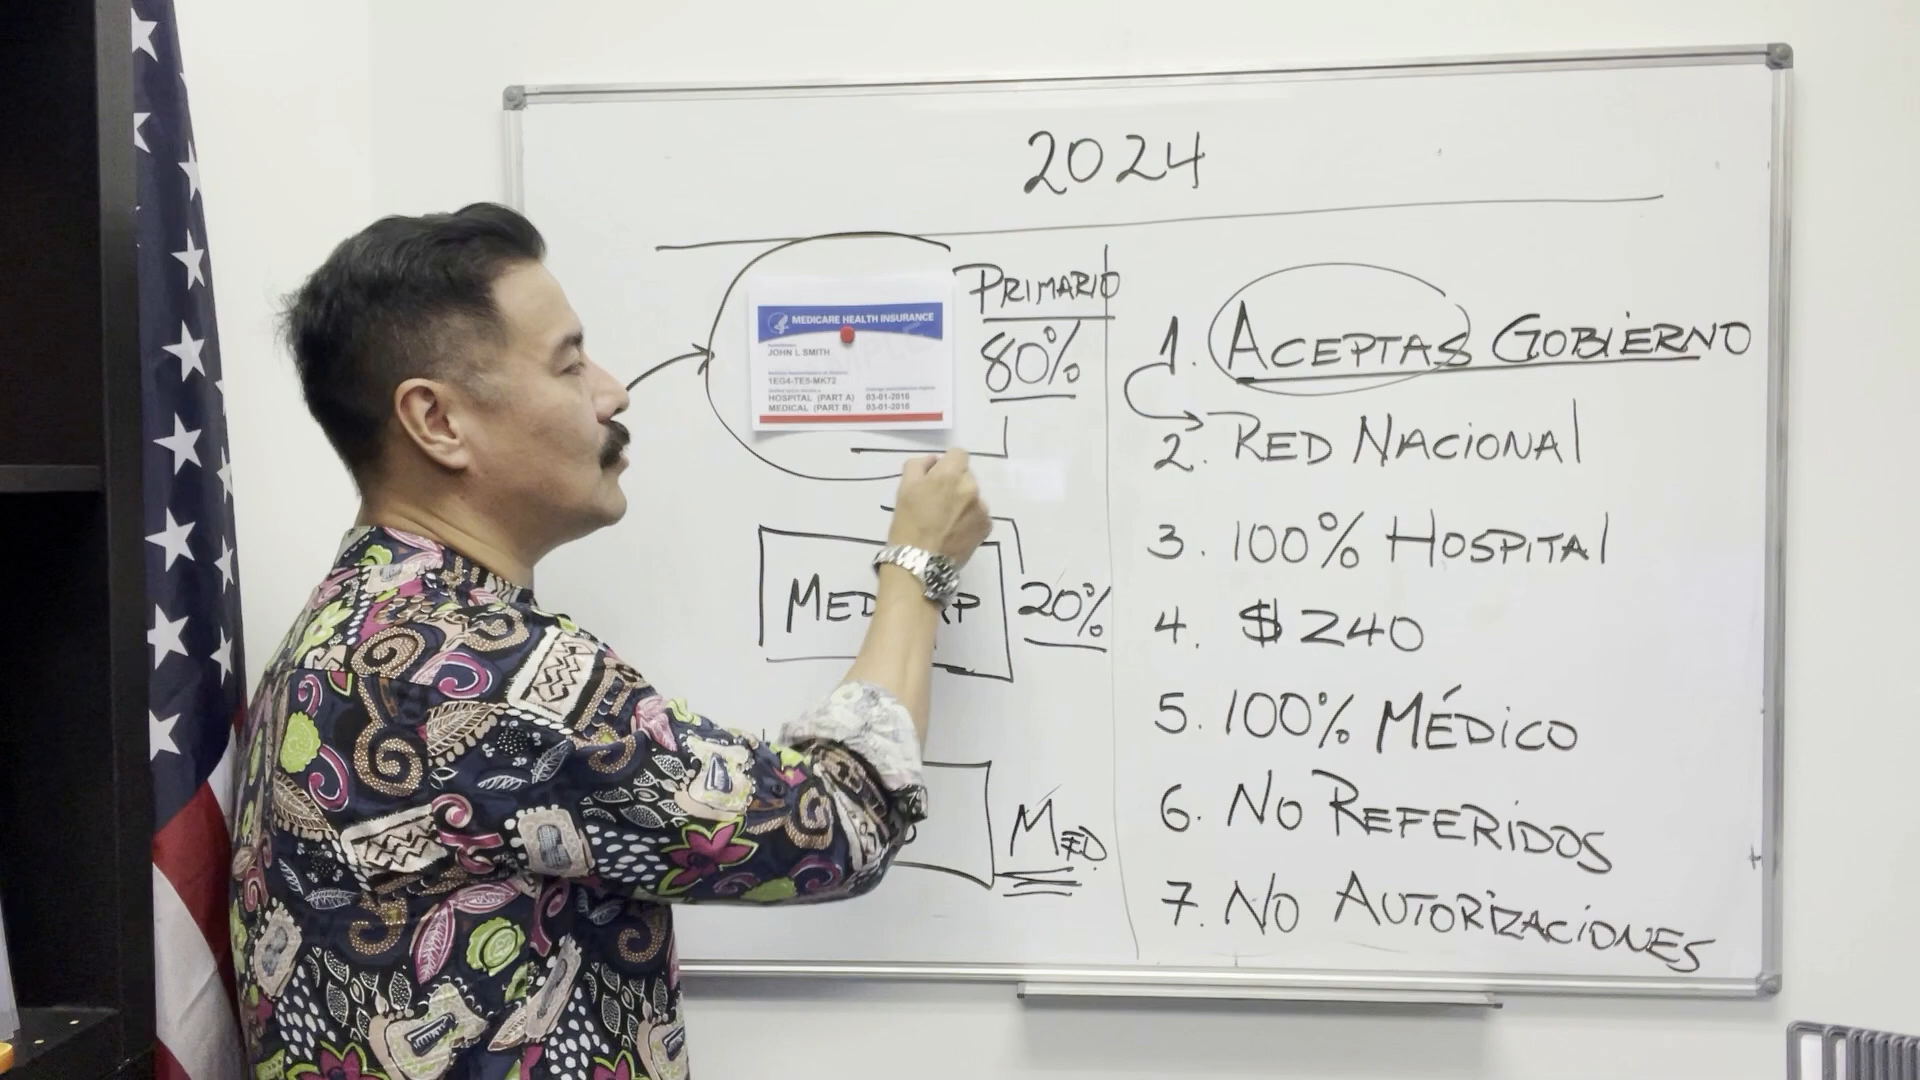 2024
PRIMARIO
80%
MEDICARE HEALTH INSURANCE
JOHN L SMITH
1EG4-TE5-MK72
HOSPITAL (PART A) 03-01-2016
MEDICAL (PART B) 03-01-2016
20%
MED.
1. ACEPTAS GOBIERNO
2. RED NACIONAL
3. 100% HOSPITAL
4. $240
5. 100% MÉDICO
6. NO REFERIDOS
7. NO AUTORIZACIONES